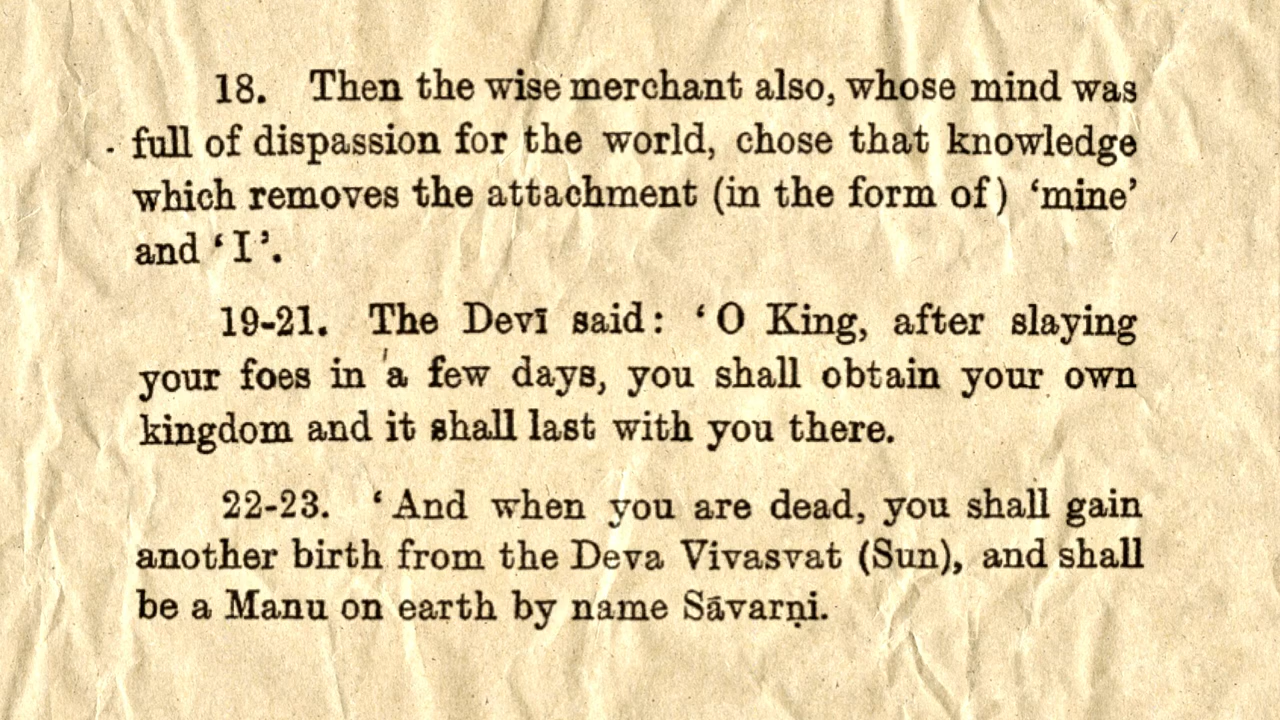 18. Then the wise merchant also, whose mind was
full of dispassion for the world, chose that knowledge
which removes the attachment (in the form of) ‘mine’
and ‘I’.
19-21. The Devī said: ‘O King, after slaying
your foes in a few days, you shall obtain your own
kingdom and it shall last with you there.
22-23. ‘And when you are dead, you shall gain
another birth from the Deva Vivasvat (Sun), and shall
be a Manu on earth by name Sāvarṇi.